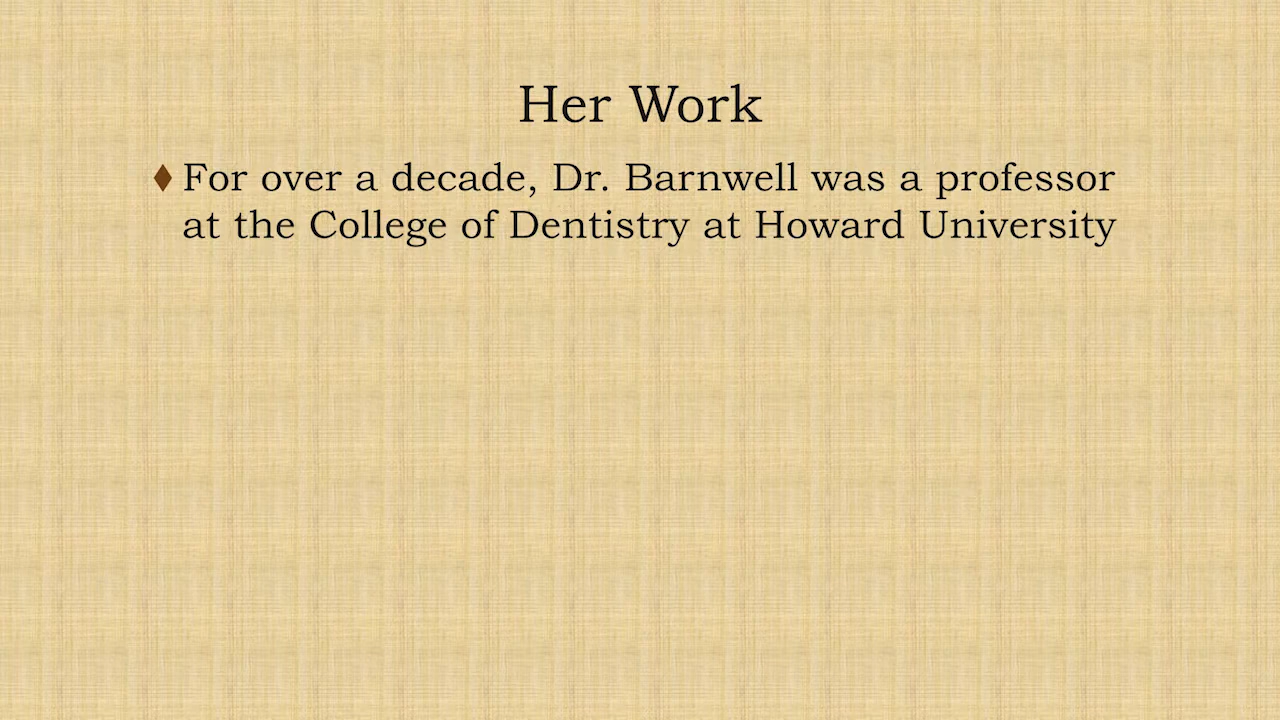 Her Work
For over a decade, Dr. Barnwell was a professor
at the College of Dentistry at Howard University